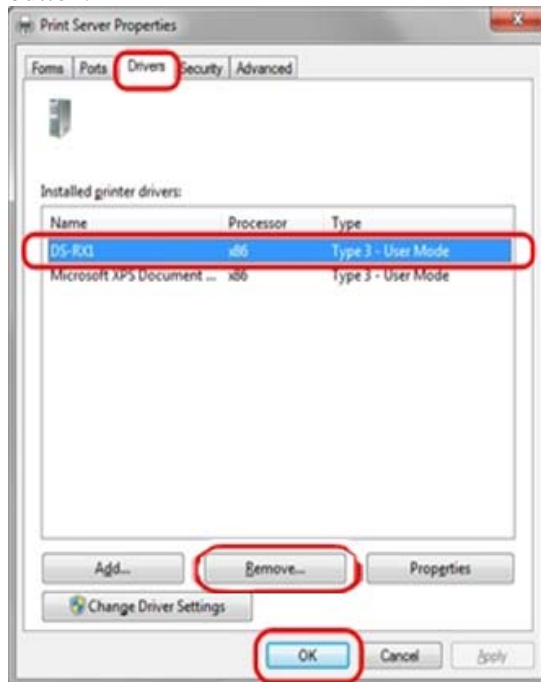 Print Server Properties
Forms Ports Drivers Security Advanced
Installed printer drivers:
Name Processor Type
DS-RX1 x86 Type 3 - User Mode
Microsoft XPS Document ... x86 Type 3 - User Mode
Add... Remove... Properties
Change Driver Settings
OK Cancel Apply